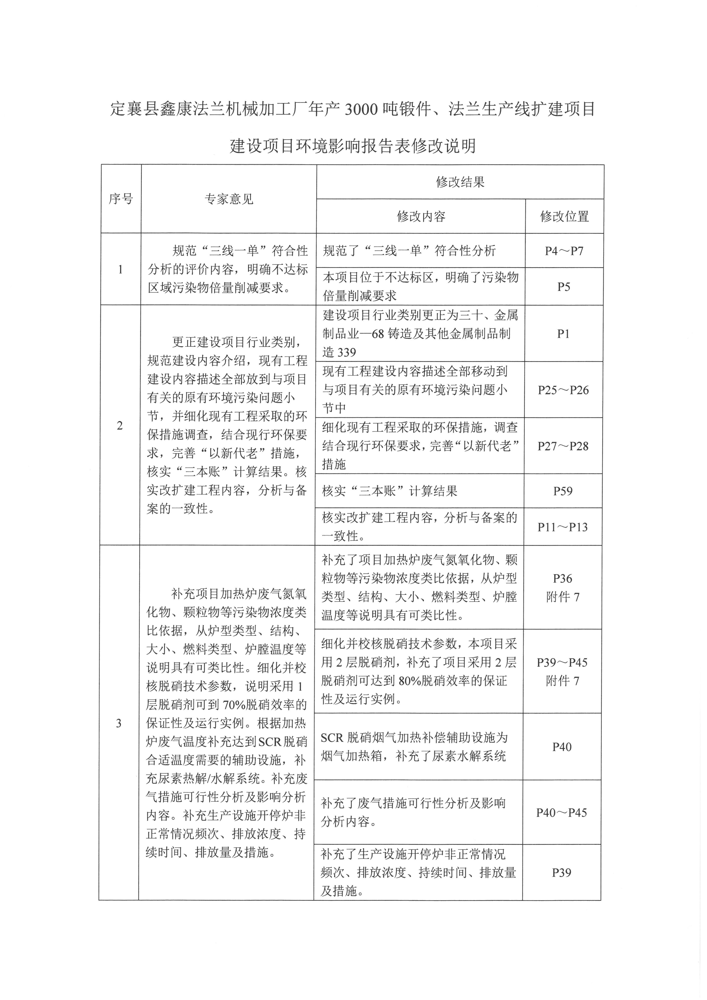 定襄县鑫康法兰机械加工厂年产 3000 吨锻件、法兰生产线扩建项目
建设项目环境影响报告表修改说明
序号
专家意见
修改结果
修改内容
修改位置
1
规范“三线一单”符合性
分析的评价内容，明确不达标
区域污染物倍量削减要求。
规范了“三线一单”符合性分析
P4～P7
本项目位于不达标区，明确了污染物
倍量削减要求
P5
2
更正建设项目行业类别，
规范建设内容介绍，现有工程
建设内容描述全部放到与项目
有关的原有环境污染问题小
节，并细化现有工程采取的环
保措施调查，结合现行环保要
求，完善“以新代老”措施，
核实“三本账”计算结果。核
实改扩建工程内容，分析与备
案的一致性。
建设项目行业类别更正为三十、金属
制品业—68 铸造及其他金属制品制
造 339
P1
现有工程建设内容描述全部移动到
与项目有关的原有环境污染问题小
节中
P25～P26
细化现有工程采取的环保措施，调查
结合现行环保要求，完善“以新代老”
措施
P27～P28
核实“三本账”计算结果
P59
核实改扩建工程内容，分析与备案的
一致性。
P11～P13
3
补充项目加热炉废气氮氧
化物、颗粒物等污染物浓度类
比依据，从炉型类型、结构、
大小、燃料类型、炉膛温度等
说明具有可类比性。细化并校
核脱硝技术参数，说明采用 1
层脱硝剂可到 70%脱硝效率的
保证性及运行实例。根据加热
炉废气温度补充达到 SCR 脱硝
合适温度需要的辅助设施，补
充尿素热解/水解系统。补充废
气措施可行性分析及影响分析
内容。补充生产设施开停炉非
正常情况频次、排放浓度、持
续时间、排放量及措施。
补充了项目加热炉废气氮氧化物、颗
粒物等污染物浓度类比依据，从炉型
类型、结构、大小、燃料类型、炉膛
温度等说明具有可类比性。
P36
附件 7
细化并校核脱硝技术参数，本项目采
用 2 层脱硝剂，补充了项目采用 2 层
脱硝剂可达到 80%脱硝效率的保证
性及运行实例。
P39～P45
附件 7
SCR 脱硝烟气加热补偿辅助设施为
烟气加热箱，补充了尿素水解系统
P40
补充了废气措施可行性分析及影响
分析内容。
P40～P45
补充了生产设施开停炉非正常情况
频次、排放浓度、持续时间、排放量
及措施。
P39